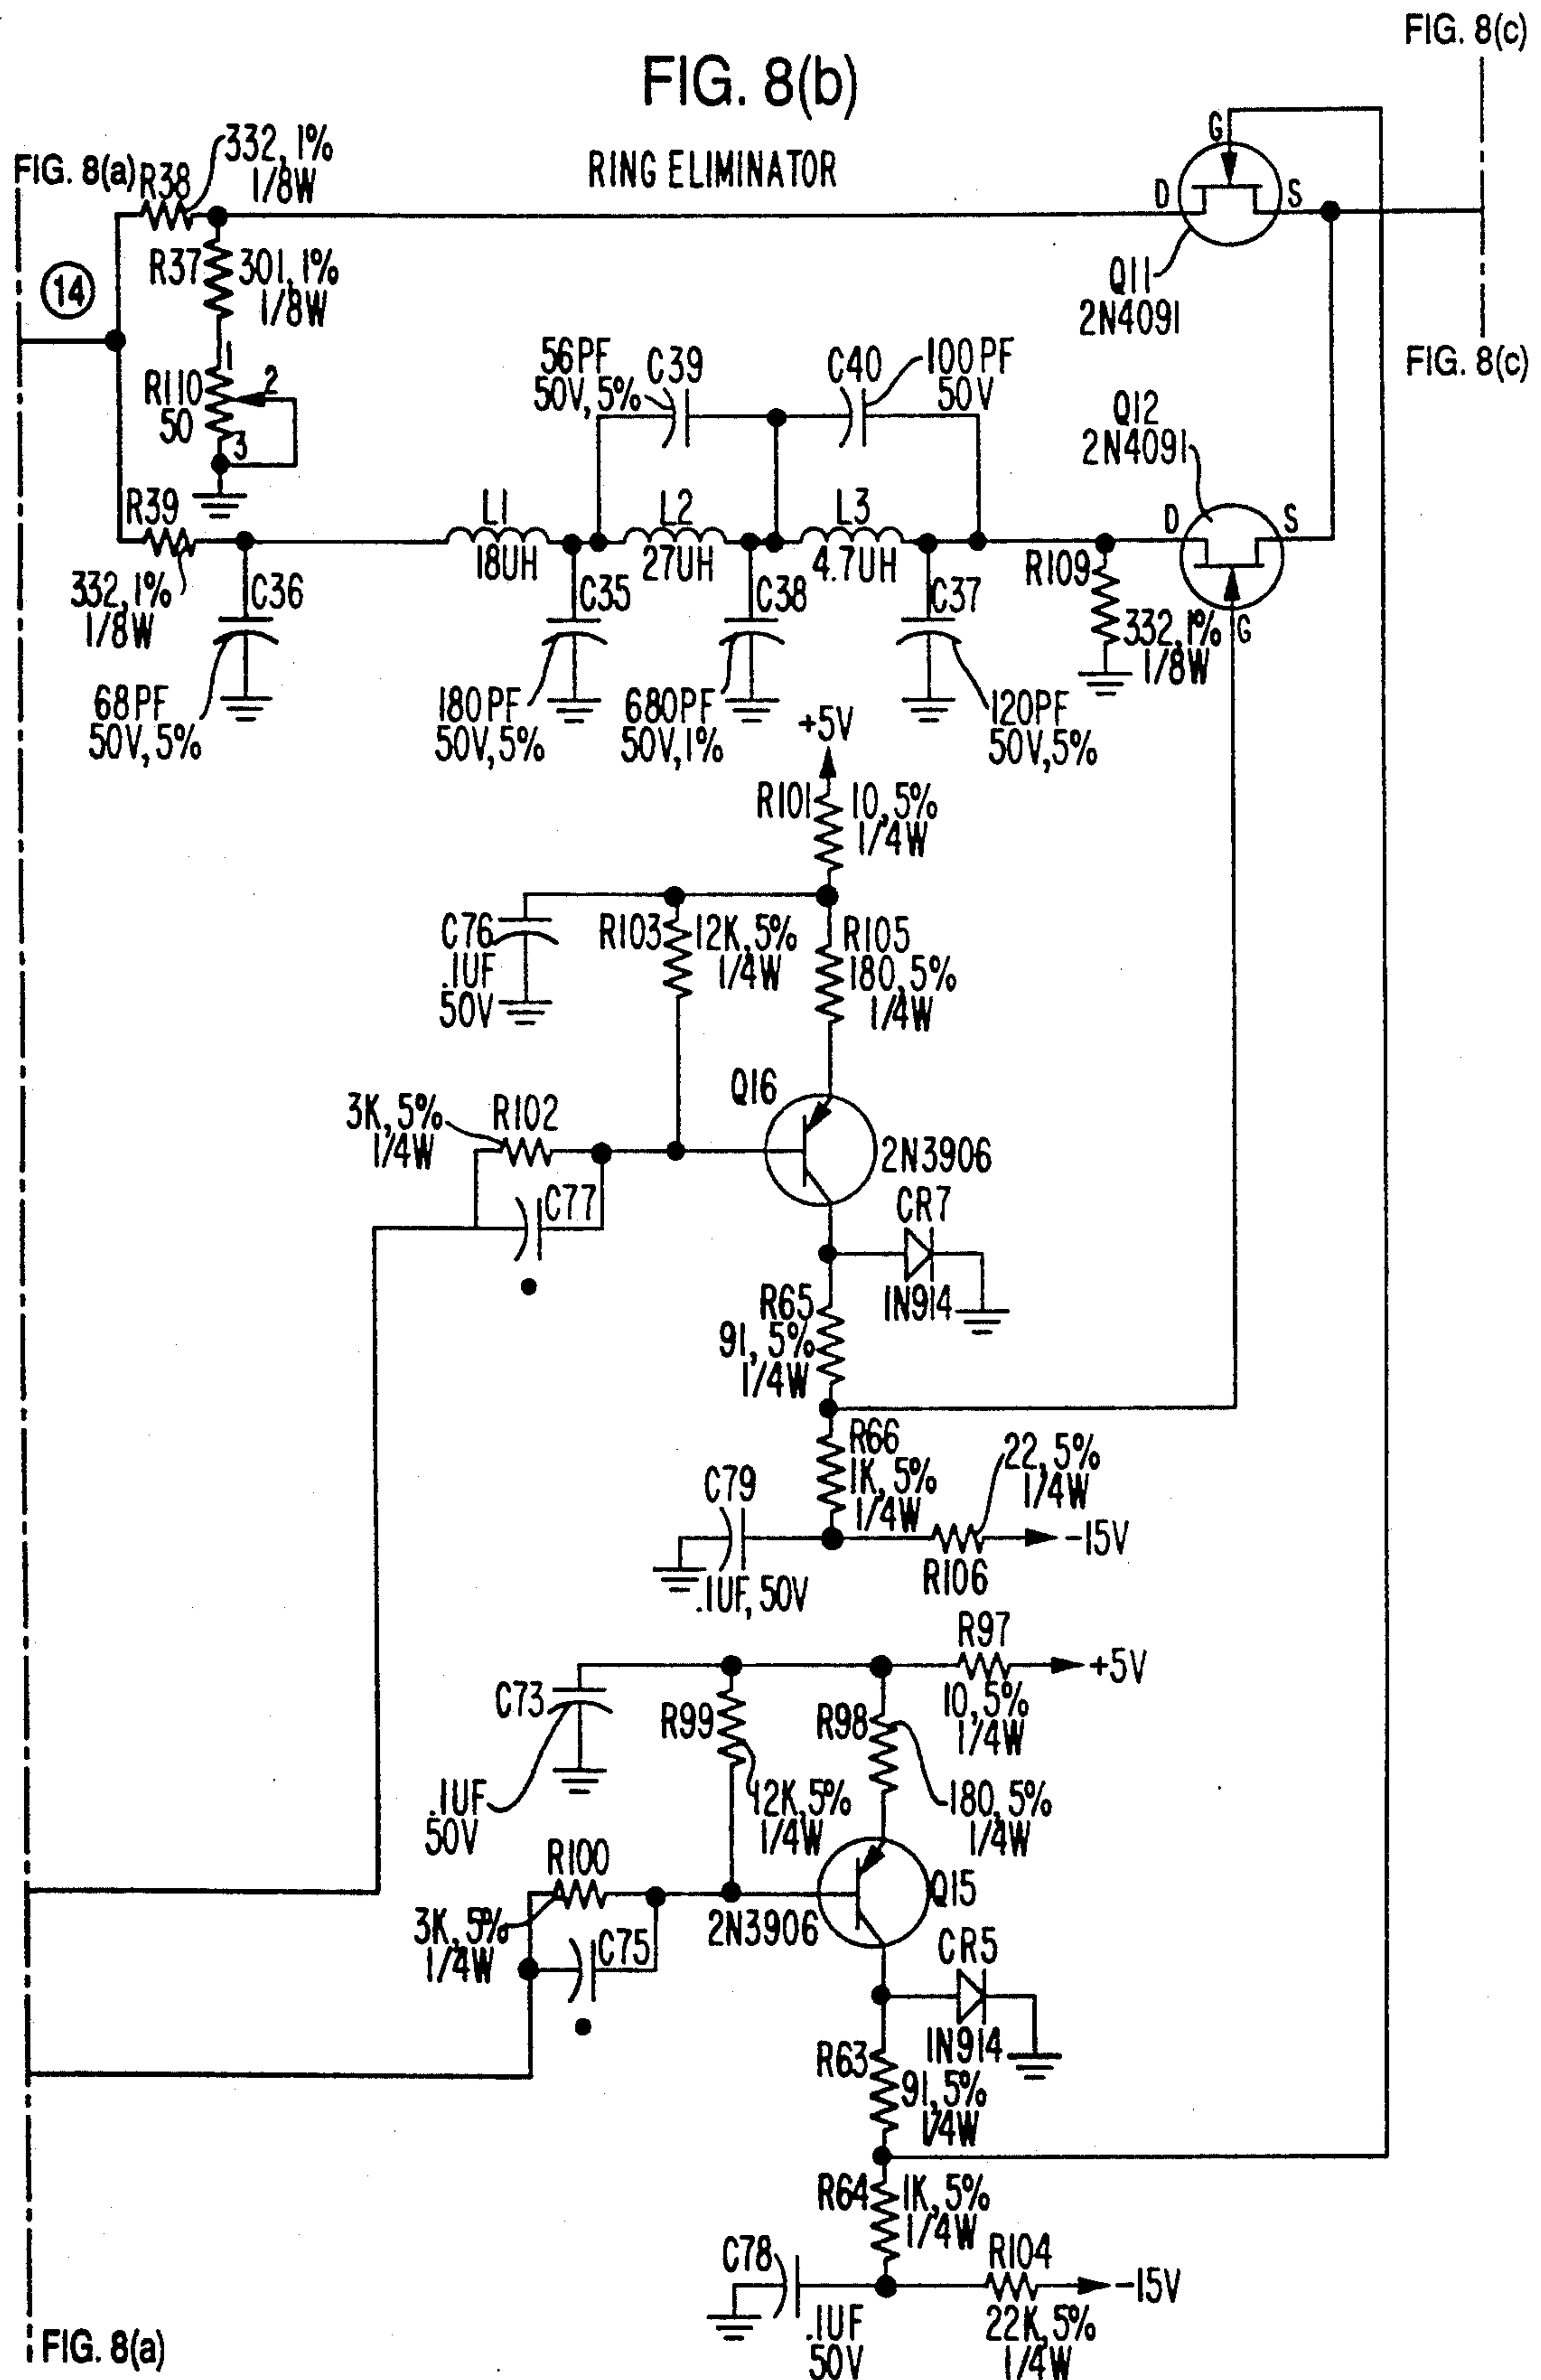 FIG. 8(c)
FIG. 8(b)
RING ELIMINATOR
FIG. 8(a)
R38
332, 1%
1/8W
14
R37
301, 1%
1/8W
1
R110
50
2
3
G
D
S
Q11
2N4091
FIG. 8(c)
56PF
50V, 5%
C39
C40
100PF
50V
Q12
2N4091
R39
332, 1%
1/8W
L1
18UH
L2
27UH
L3
4.7UH
D
S
G
R109
332, 1%
1/8W
C36
68PF
50V, 5%
C35
180PF
50V, 5%
C38
680PF
50V, 1%
C37
120PF
50V, 5%
+5V
R101
10, 5%
1/4W
C76
.1UF
50V
R103
12K, 5%
1/4W
R105
180, 5%
1/4W
Q16
3K, 5%
1/4W
R102
2N3906
C77
CR7
1N914
R65
91, 5%
1/4W
R66
1K, 5%
1/4W
C79
.1UF, 50V
22, 5%
1/4W
-15V
R106
R97
+5V
10, 5%
1/4W
C73
.1UF
50V
R99
12K, 5%
1/4W
R98
180, 5%
1/4W
R100
3K, 5%
1/4W
2N3906
Q15
C75
CR5
1N914
R63
91, 5%
1/4W
R64
1K, 5%
1/4W
C78
.1UF
50V
R104
-15V
22K, 5%
1/4W
FIG. 8(a)